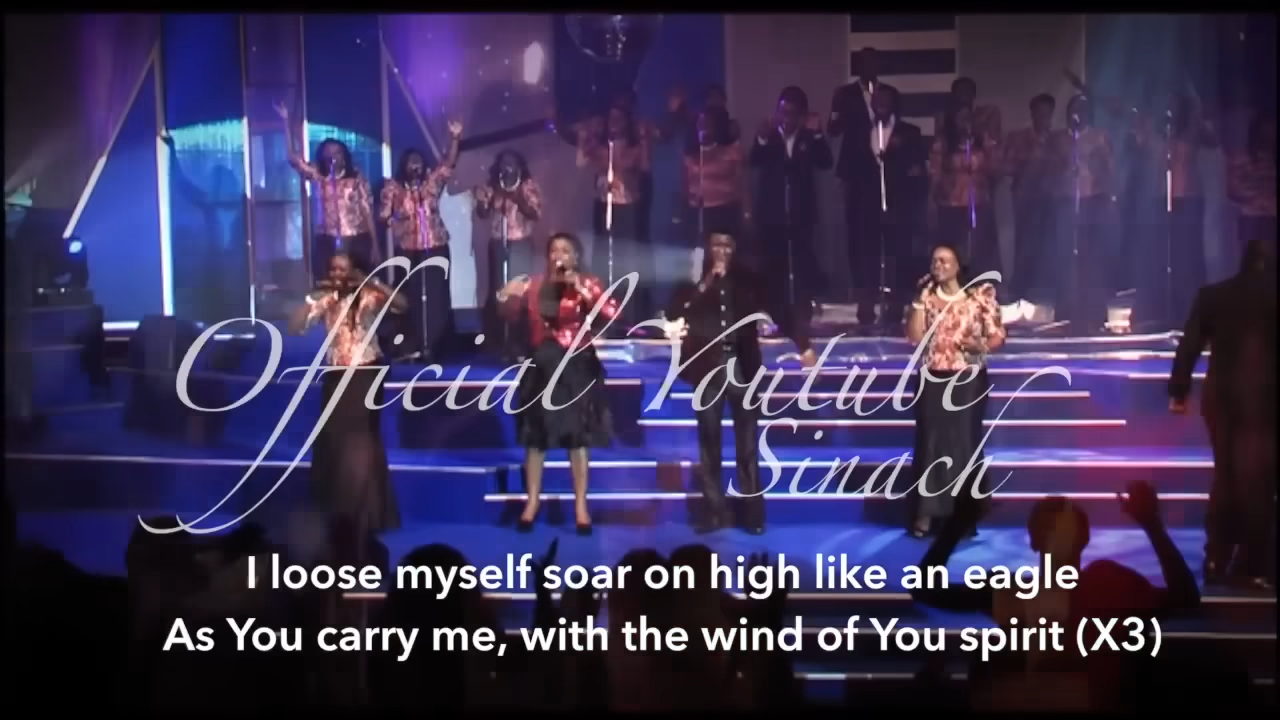 Official Youtube
Sinach
I loose myself soar on high like an eagle
As You carry me, with the wind of You spirit (X3)